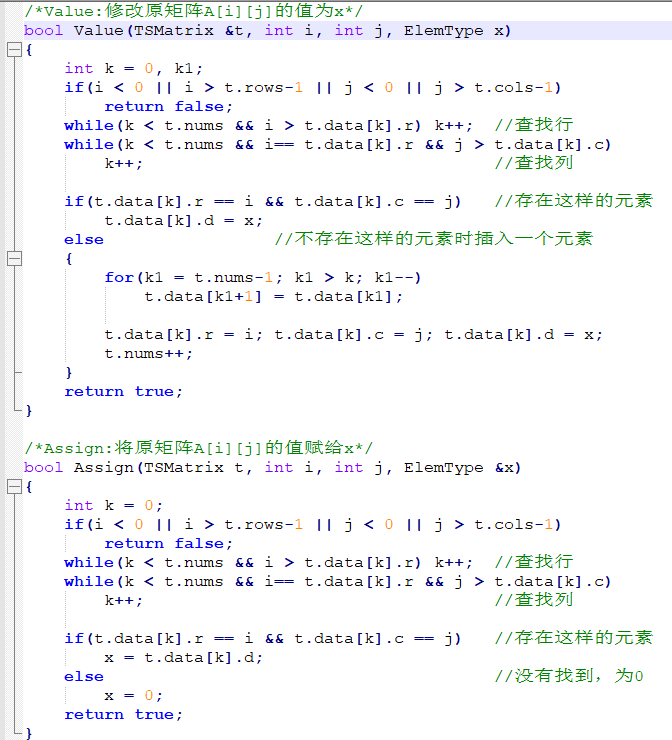 /*Value:修改原矩阵A[i][j]的值为x*/
bool Value(TSMatrix &t, int i, int j, ElemType x)
{
    int k = 0, k1;
    if(i < 0 || i > t.rows-1 || j < 0 || j > t.cols-1)
        return false;
    while(k < t.nums && i > t.data[k].r) k++;  //查找行
    while(k < t.nums && i== t.data[k].r && j > t.data[k].c)
        k++;                                   //查找列
    if(t.data[k].r == i && t.data[k].c == j)   //存在这样的元素
        t.data[k].d = x;
    else                 //不存在这样的元素时插入一个元素
    {
        for(k1 = t.nums-1; k1 > k; k1--)
            t.data[k1+1] = t.data[k1];
        t.data[k].r = i; t.data[k].c = j; t.data[k].d = x;
        t.nums++;
    }
    return true;
}
/*Assign:将原矩阵A[i][j]的值赋给x*/
bool Assign(TSMatrix t, int i, int j, ElemType &x)
{
    int k = 0;
    if(i < 0 || i > t.rows-1 || j < 0 || j > t.cols-1)
        return false;
    while(k < t.nums && i > t.data[k].r) k++;  //查找行
    while(k < t.nums && i== t.data[k].r && j > t.data[k].c)
        k++;                                   //查找列
    if(t.data[k].r == i && t.data[k].c == j)   //存在这样的元素
        x = t.data[k].d;
    else                                       //没有找到，为0
        x = 0;
    return true;
}